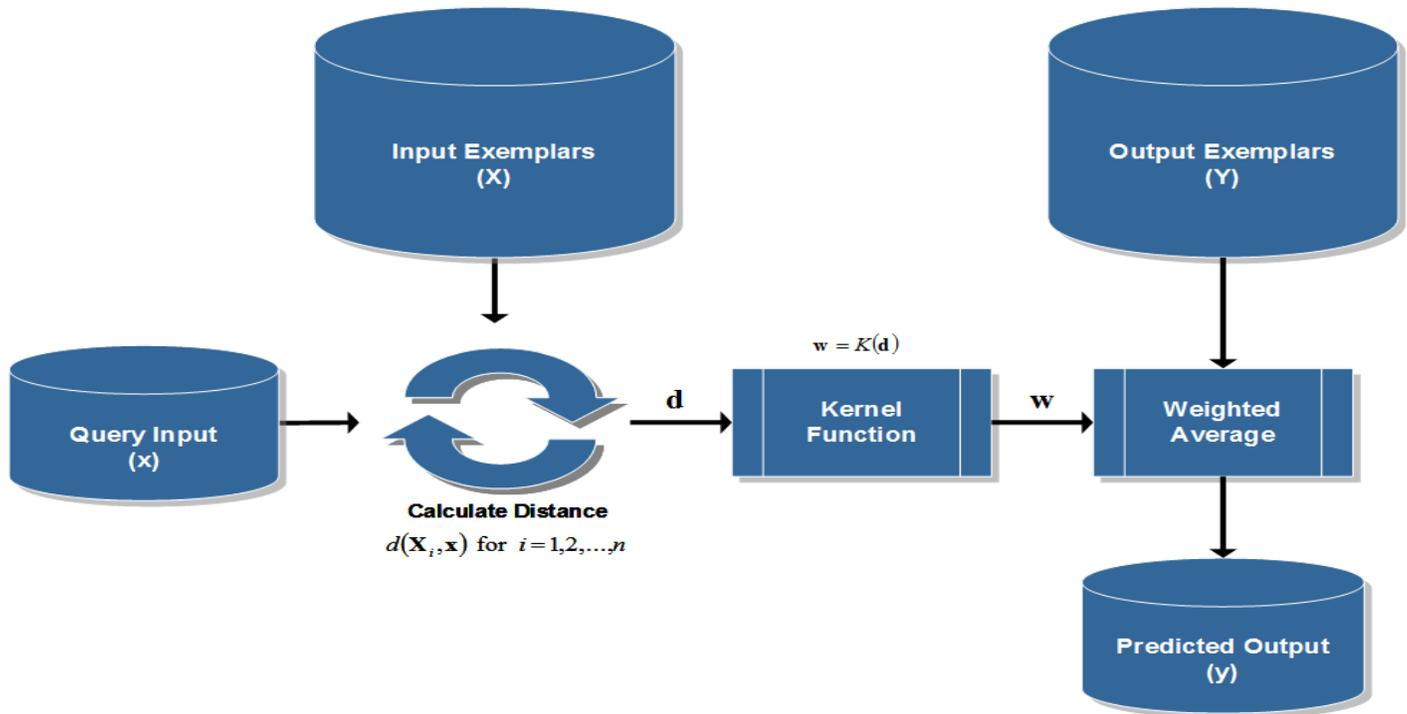 Input Exemplars
(X)
Output Exemplars
(Y)
w = K(d)
Query Input
(x)
d
Kernel
Function
w
Weighted
Average
Calculate Distance
d(Xᵢ,x) for i=1,2,...,n
Predicted Output
(y)